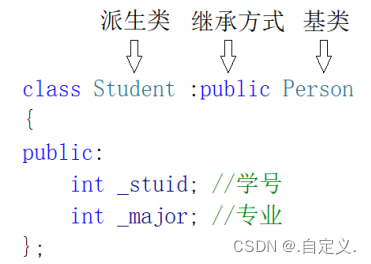 派生类 继承方式 基类
class Student :public Person
{
public:
    int _stuid; //学号
    int _major; //专业
};
CSDN @.自定义.